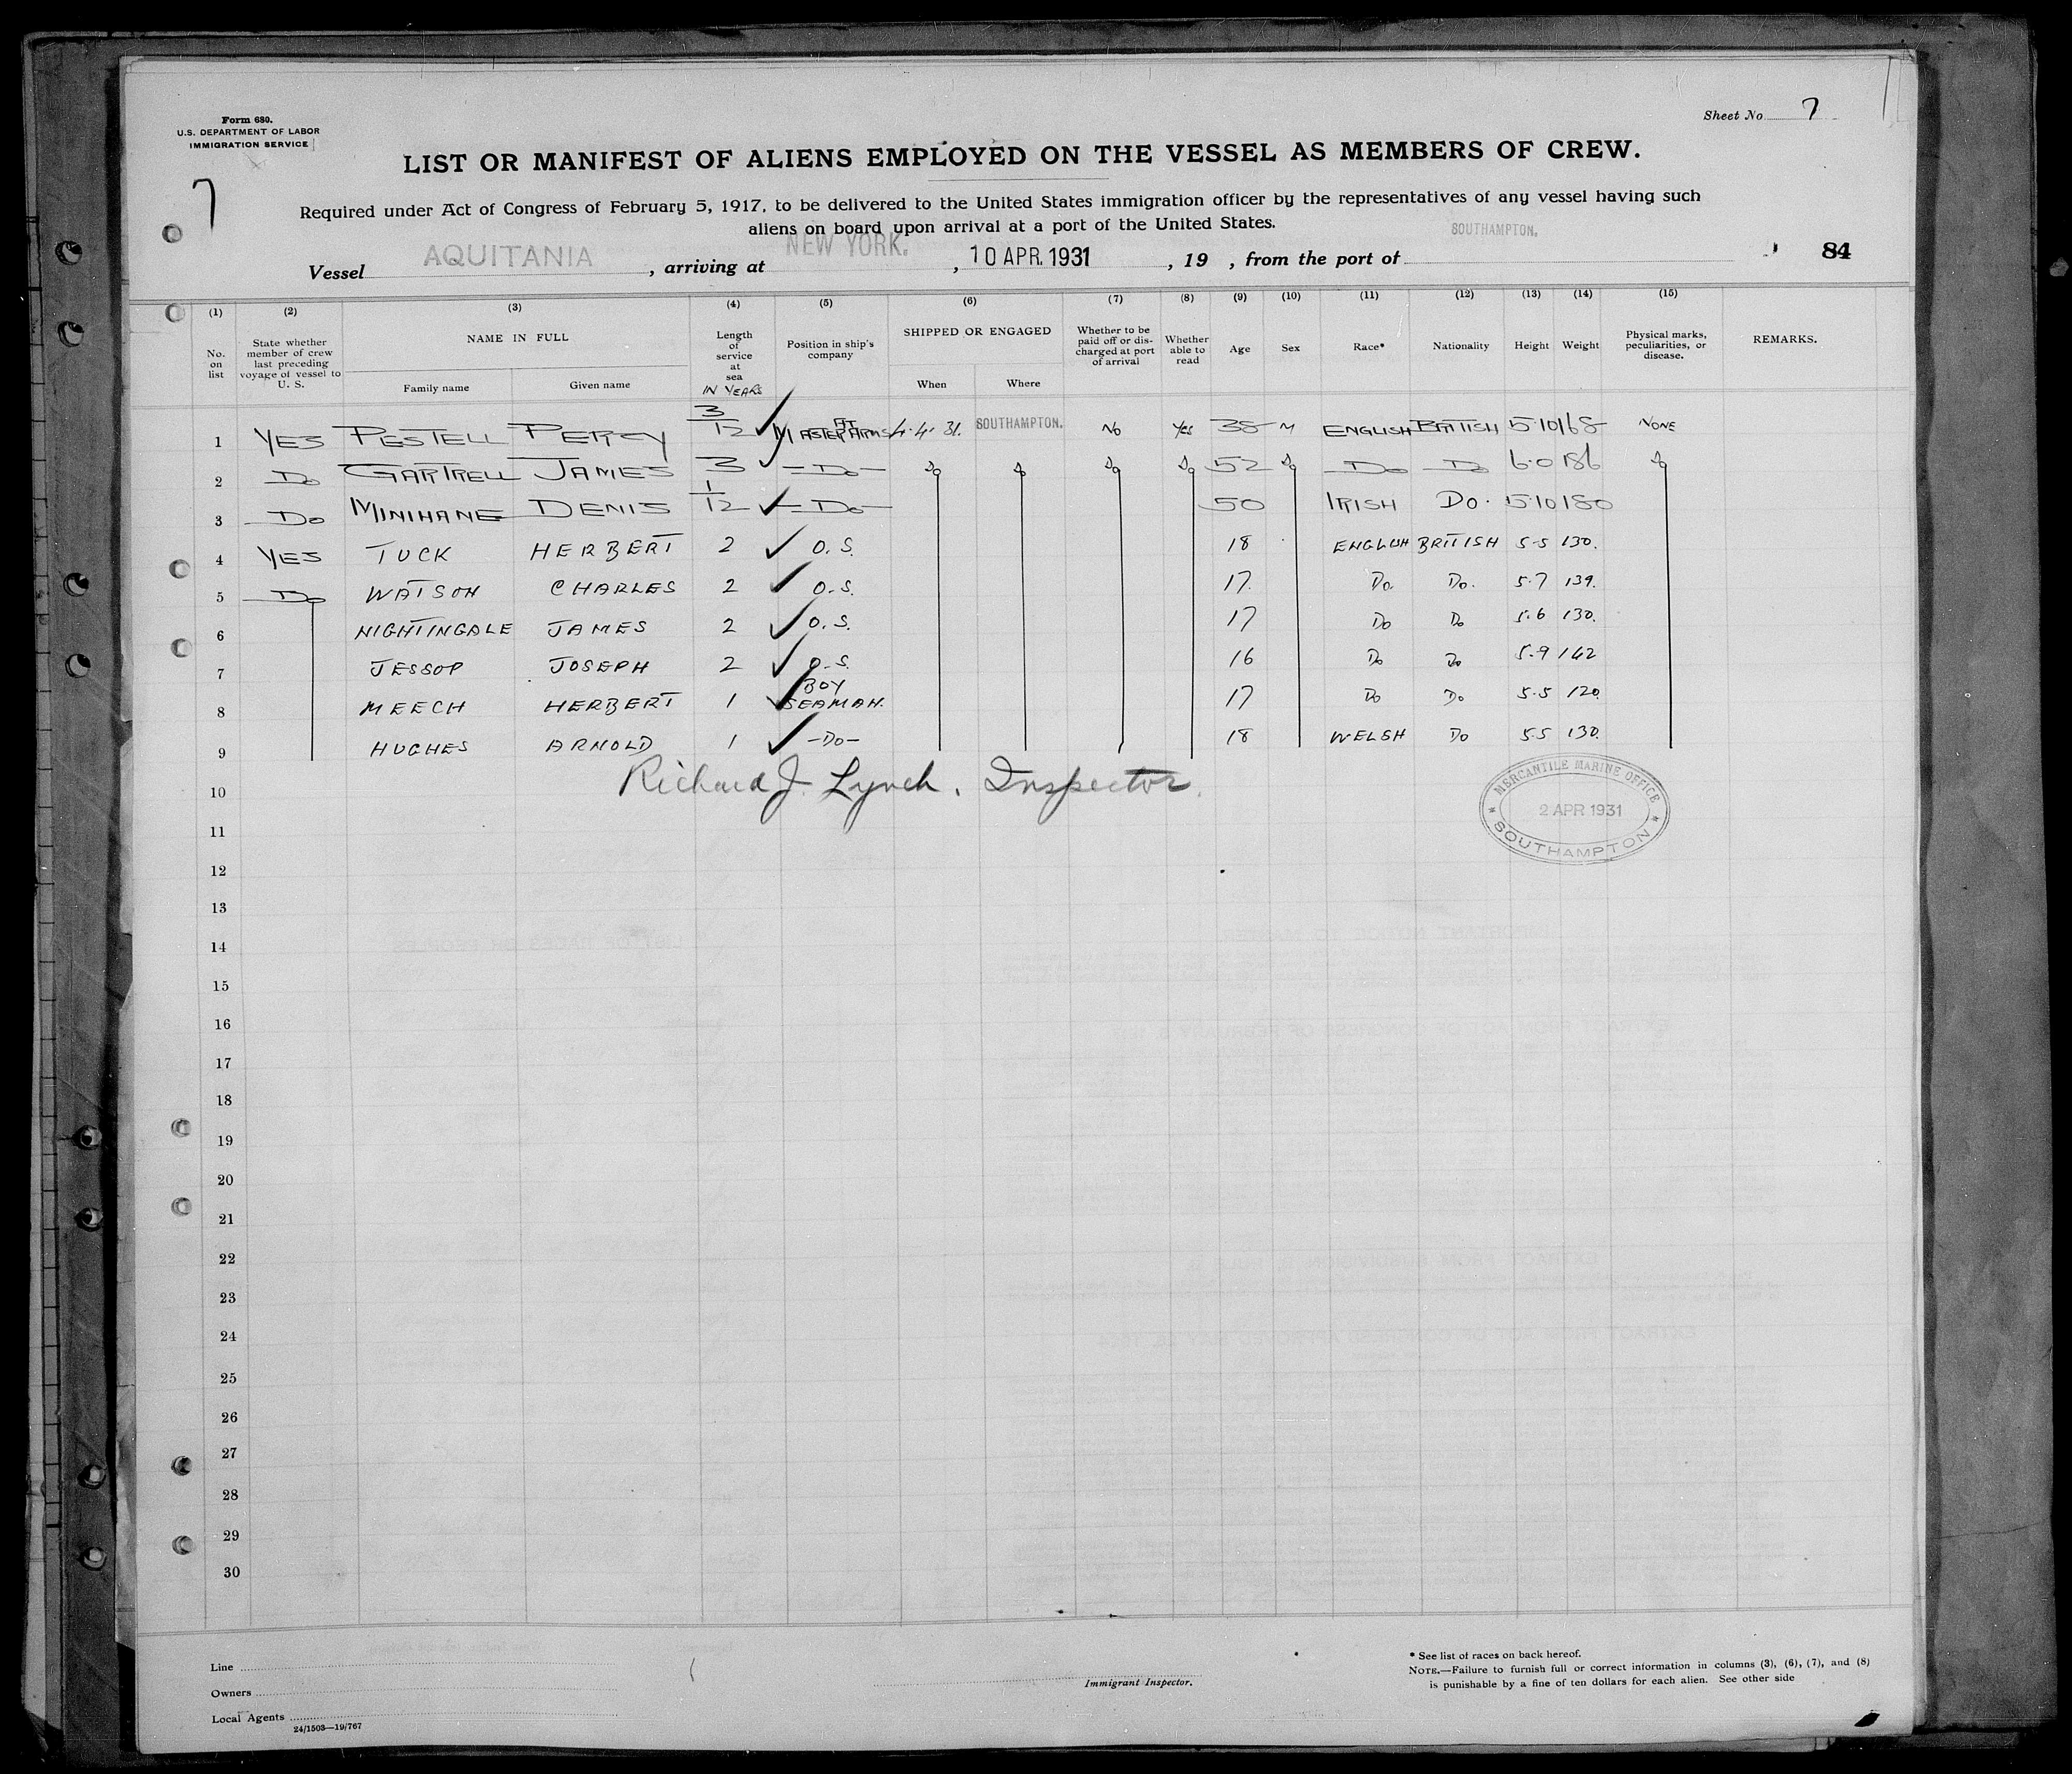 Form 680.
U.S. DEPARTMENT OF LABOR
IMMIGRATION SERVICE
Sheet No. 7
7
LIST OR MANIFEST OF ALIENS EMPLOYED ON THE VESSEL AS MEMBERS OF CREW.
Required under Act of Congress of February 5, 1917, to be delivered to the United States immigration officer by the representatives of any vessel having such
aliens on board upon arrival at a port of the United States.
Vessel AQUITANIA, arriving at NEW YORK., 10 APR. 1931, 19 , from the port of SOUTHAMPTON. 84
(1) (2) (3) (4) (5) (6) (7) (8) (9) (10) (11) (12) (13) (14) (15)
No. on list
State whether member of crew last preceding voyage of vessel to U. S.
NAME IN FULL
Family name Given name
Length of service at sea IN YEARS
Position in ship's company
SHIPPED OR ENGAGED
When Where
Whether to be paid off or discharged at port of arrival
Whether able to read
Age
Sex
Race*
Nationality
Height
Weight
Physical marks, peculiarities, or disease.
REMARKS.
1 YES PESTELL PERCY 3/12 MASTER AT ARMS 4.4.31. SOUTHAMPTON. No Yes 38 M ENGLISH BRITISH 5.10 168 NONE
2 Do GARTRELL JAMES 3 -Do- Do Do Do Do 52 Do Do Do 6.0 186 Do
3 Do MINIHANE DENIS 1/12 -Do- 50 IRISH Do. 5.10 180
4 YES TUCK HERBERT 2 O.S. 18 ENGLISH BRITISH 5.5 130.
5 Do WATSON CHARLES 2 O.S. 17. Do. Do. 5.7 139.
6 NIGHTINGALE JAMES 2 O.S. 17 Do Do 5.6 130.
7 JESSOP JOSEPH 2 O.S. 16 Do Do 5.9 142
8 MEECH HERBERT 1 BOY SEAMAN. 17 Do Do 5.5 120.
9 HUGHES ARNOLD 1 -Do- 18 WELSH Do 5.5 130.
Richard J. Lynch. Inspector.
MERCANTILE MARINE OFFICE
2 APR 1931
SOUTHAMPTON
10
11
12
13
14
15
16
17
18
19
20
21
22
23
24
25
26
27
28
29
30
Line
Owners
Local Agents
24/1503—19/767
Immigrant Inspector.
* See list of races on back hereof.
NOTE.—Failure to furnish full or correct information in columns (3), (6), (7), and (8)
is punishable by a fine of ten dollars for each alien. See other side